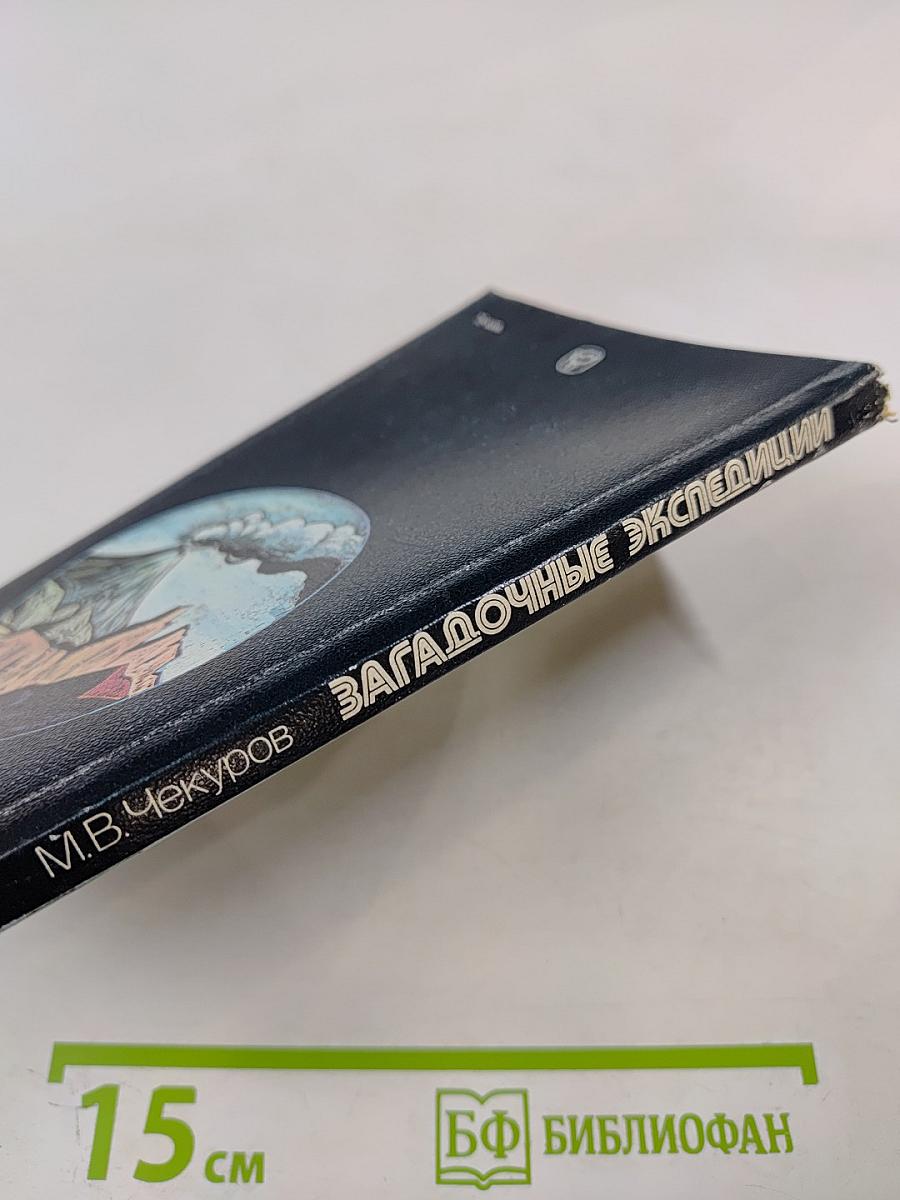 М.В. Чекуров ЗАГАДОЧНЫЕ ЭКСПЕДИЦИИ
15 см
БФ БИБЛИОФАН